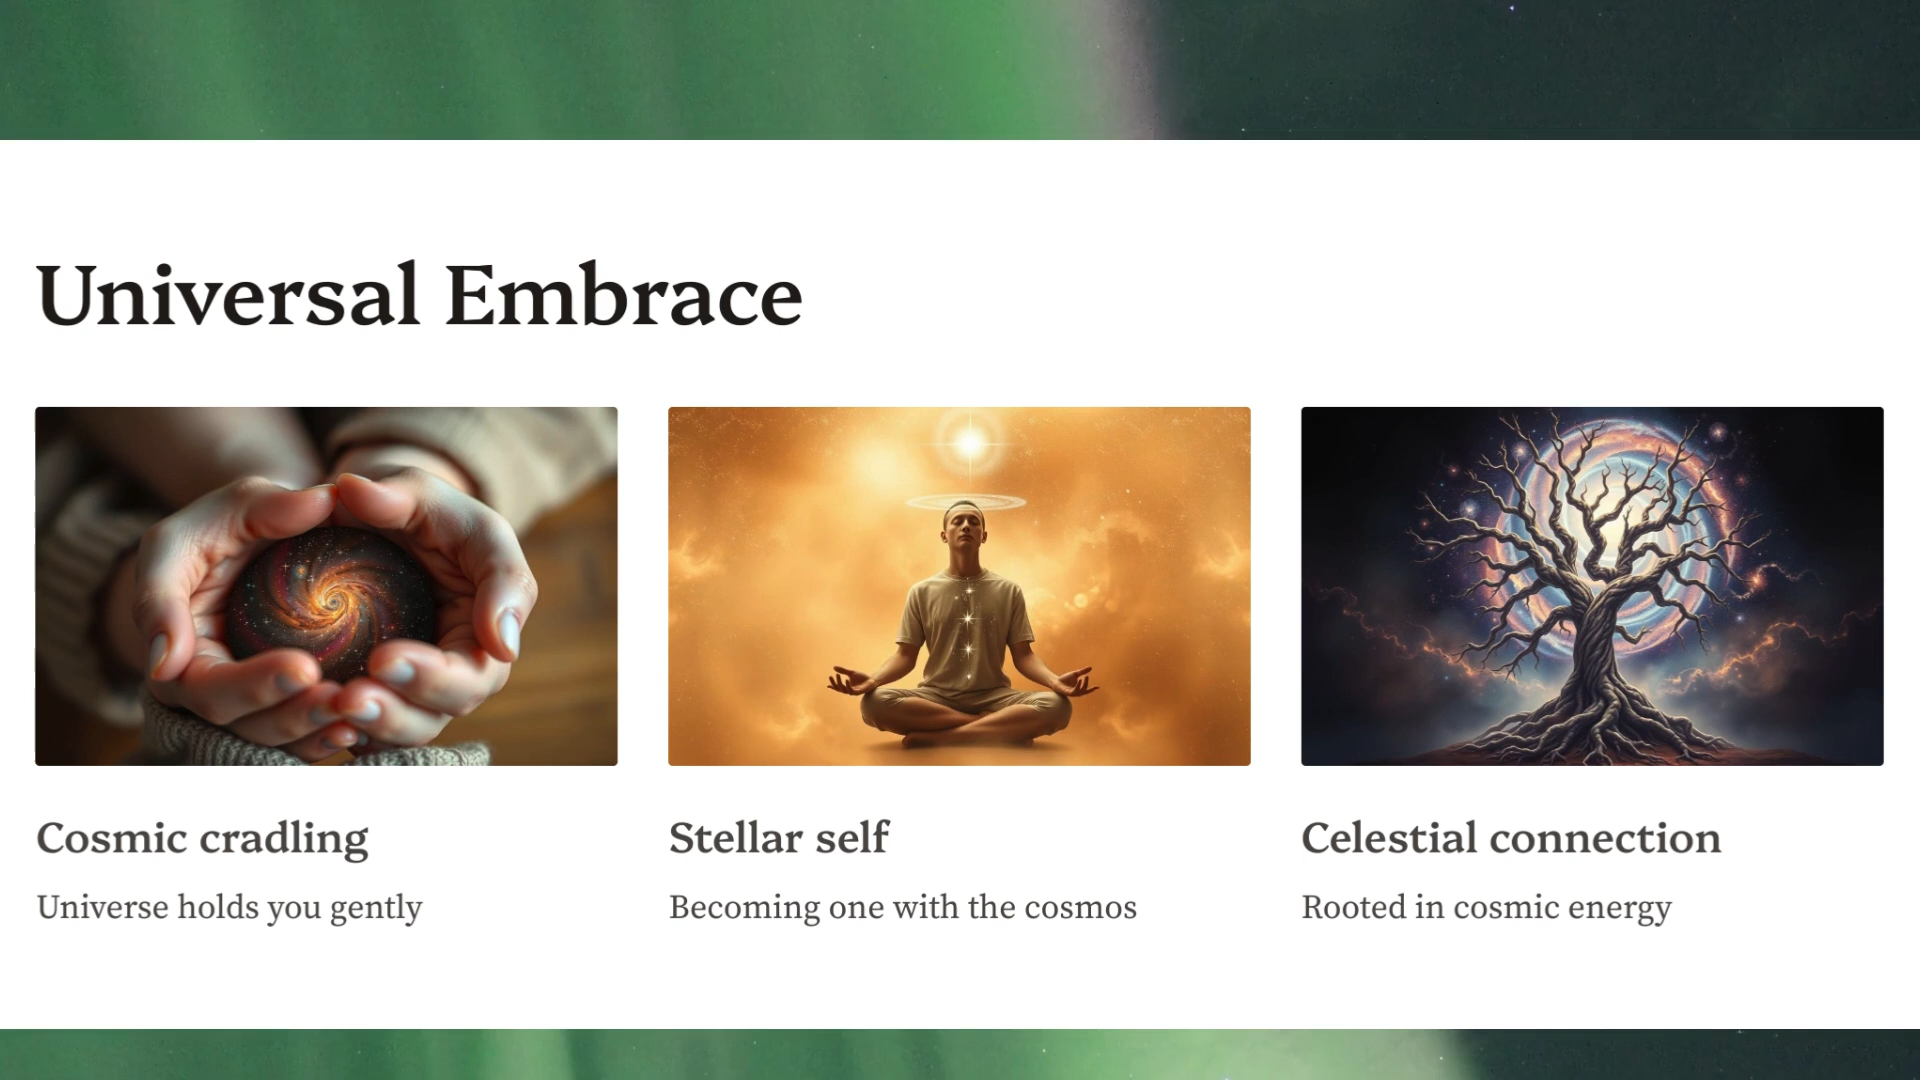 Universal Embrace
Cosmic cradling
Universe holds you gently
Stellar self
Becoming one with the cosmos
Celestial connection
Rooted in cosmic energy